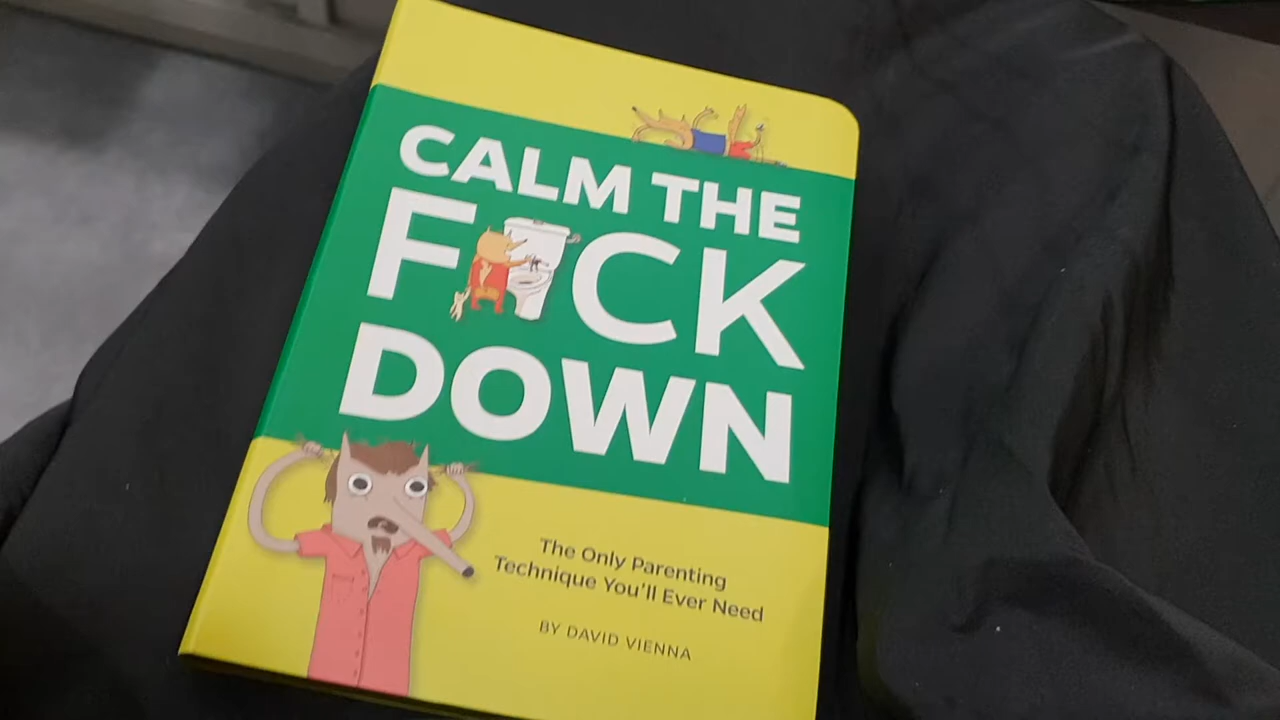 CALM THE
F CK
DOWN
The Only Parenting
Technique You'll Ever Need
BY DAVID VIENNA